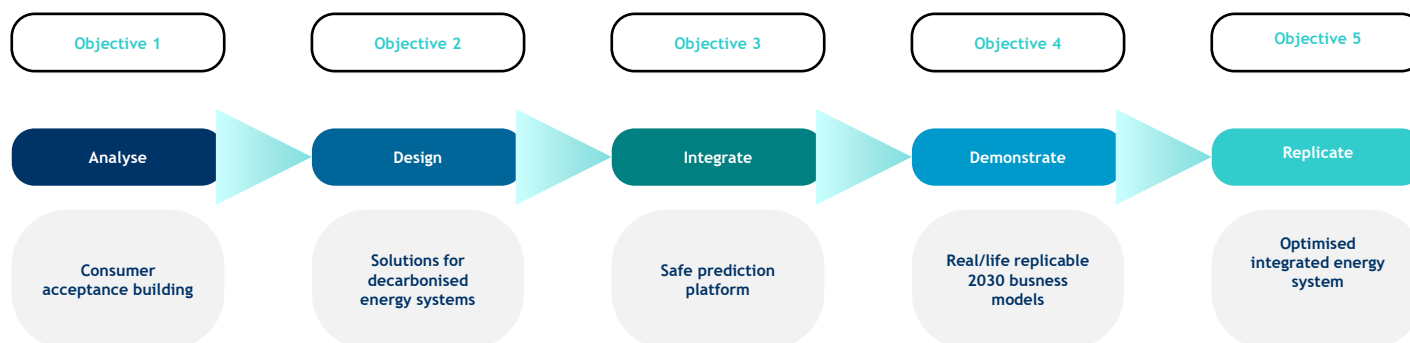 Objective 1
Objective 2
Objective 3
Objective 4
Objective 5
Analyse
Design
Integrate
Demonstrate
Replicate
Consumer
acceptance building
Solutions for
decarbonised
energy systems
Safe prediction
platform
Real/life replicable
2030 busness
models
Optimised
integrated energy
system